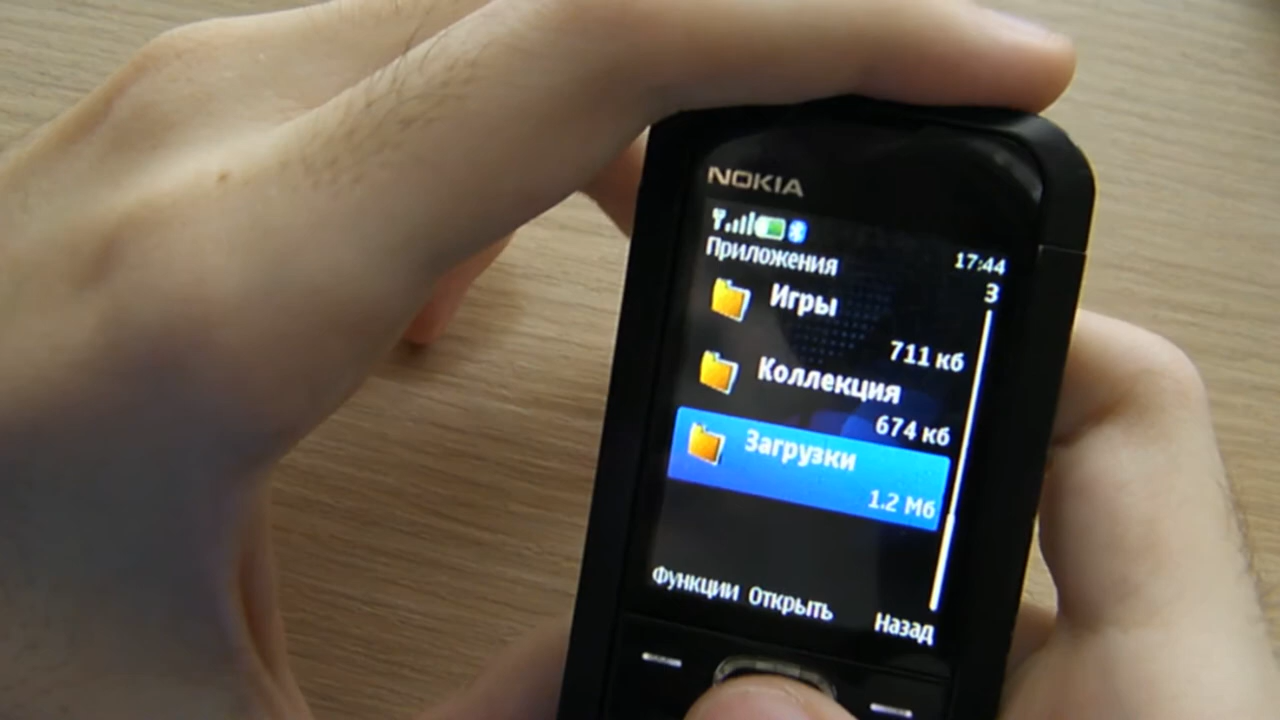 NOKIA
Приложения
17:44
3
Игры
711 кб
Коллекция
674 кб
Загрузки
1.2 Мб
Функции Открыть Назад